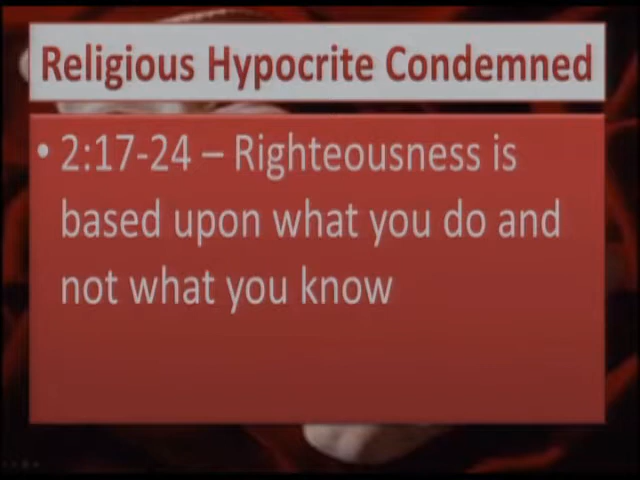 Religious Hypocrite Condemned
• 2:17-24 – Righteousness is
based upon what you do and
not what you know